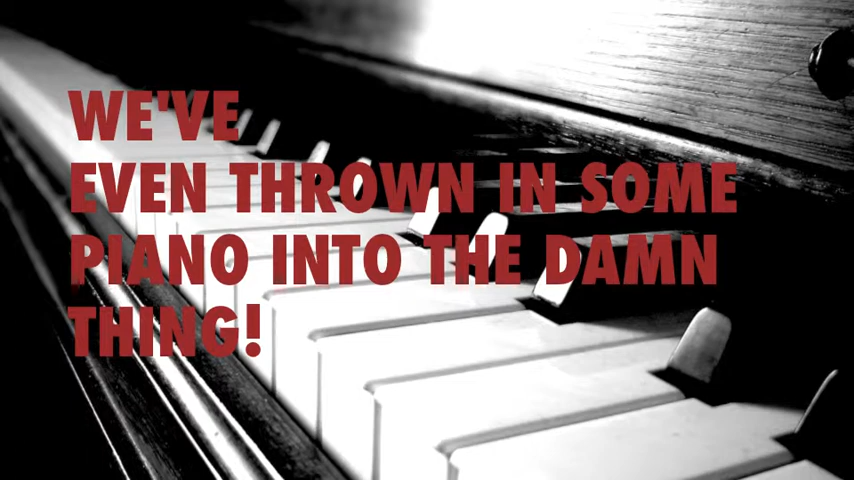 WE'VE
EVEN THROWN IN SOME
PIANO INTO THE DAMN
THING!